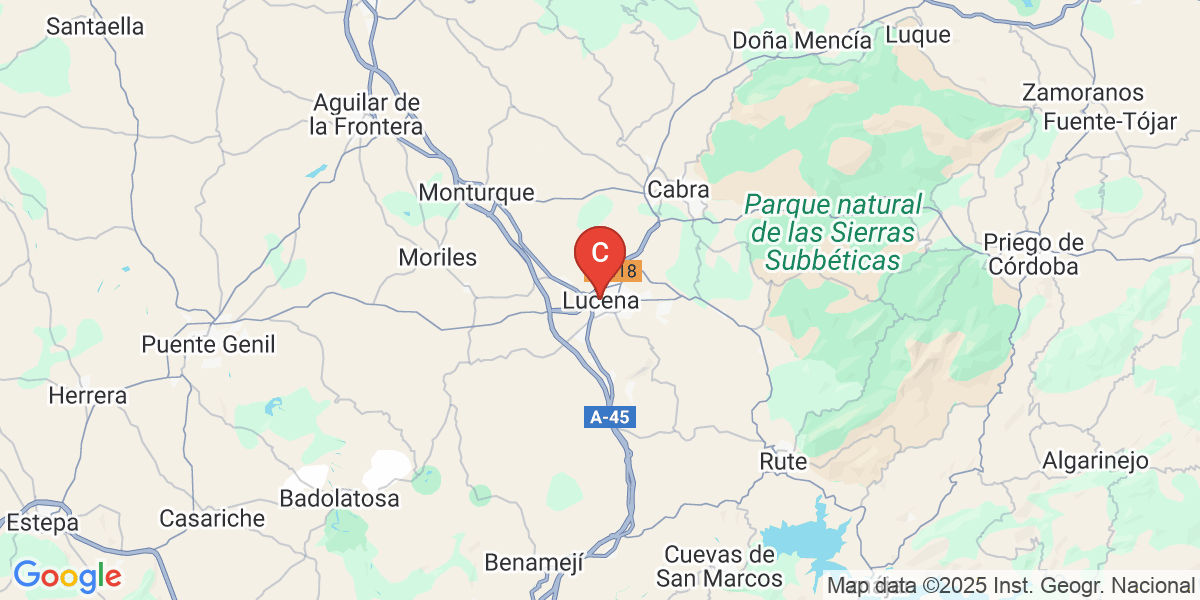 Santaella
Doña Mencía
Luque
Aguilar de
la Frontera
Zamoranos
Fuente-Tójar
Monturque
Cabra
Parque natural
de las Sierras
Subbéticas
Moriles
Priego de
Córdoba
C
18
Lucena
Puente Genil
Herrera
A-45
Rute
Algarinejo
Badolatosa
Casariche
Estepa
Benamejí
Cuevas de
San Marcos
Google
Map data ©2025 Inst. Geogr. Nacional